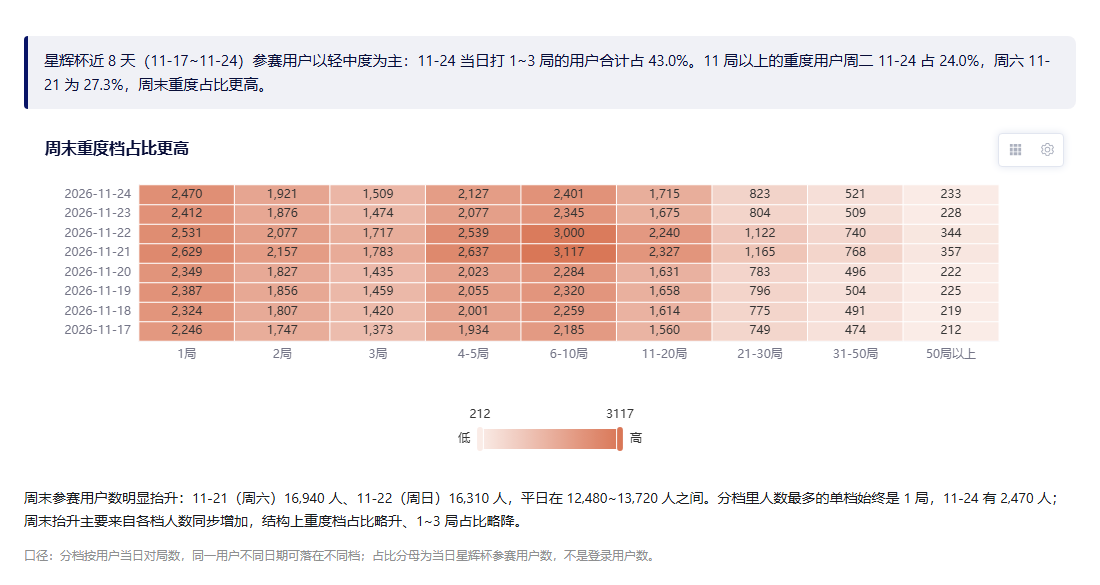 星辉杯近 8 天（11-17~11-24）参赛用户以轻中度为主：11-24 当日打 1~3 局的用户合计占 43.0%。11 局以上的重度用户周二 11-24 占 24.0%，周六 11-
21 为 27.3%，周末重度占比更高。
周末重度档占比更高
2026-11-24 2,470 1,921 1,509 2,127 2,401 1,715 823 521 233
2026-11-23 2,412 1,876 1,474 2,077 2,345 1,675 804 509 228
2026-11-22 2,531 2,077 1,717 2,539 3,000 2,240 1,122 740 344
2026-11-21 2,629 2,157 1,783 2,637 3,117 2,327 1,165 768 357
2026-11-20 2,349 1,827 1,435 2,023 2,284 1,631 783 496 222
2026-11-19 2,387 1,856 1,459 2,055 2,320 1,658 796 504 225
2026-11-18 2,324 1,807 1,420 2,001 2,259 1,614 775 491 219
2026-11-17 2,246 1,747 1,373 1,934 2,185 1,560 749 474 212
1局 2局 3局 4-5局 6-10局 11-20局 21-30局 31-50局 50局以上
212 3117
低 高
周末参赛用户数明显抬升：11-21（周六）16,940 人、11-22（周日）16,310 人，平日在 12,480~13,720 人之间。分档里人数最多的单档始终是 1 局，11-24 有 2,470 人；
周末抬升主要来自各档人数同步增加，结构上重度档占比略升、1~3 局占比略降。
口径：分档按用户当日对局数，同一用户不同日期可落在不同档；占比分母为当日星辉杯参赛用户数，不是登录用户数。